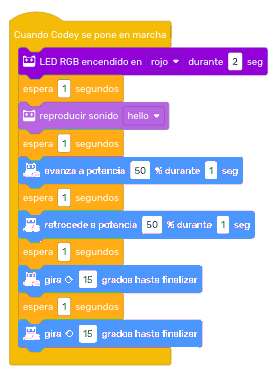 Cuando Codey se pone en marcha
LED RGB encendido en rojo durante 2 seg
espera 1 segundos
reproducir sonido hello
espera 1 segundos
avanza a potencia 50 % durante 1 seg
espera 1 segundos
retrocede a potencia 50 % durante 1 seg
espera 1 segundos
gira 15 grados hasta finalizar
espera 1 segundos
gira 15 grados hasta finalizar